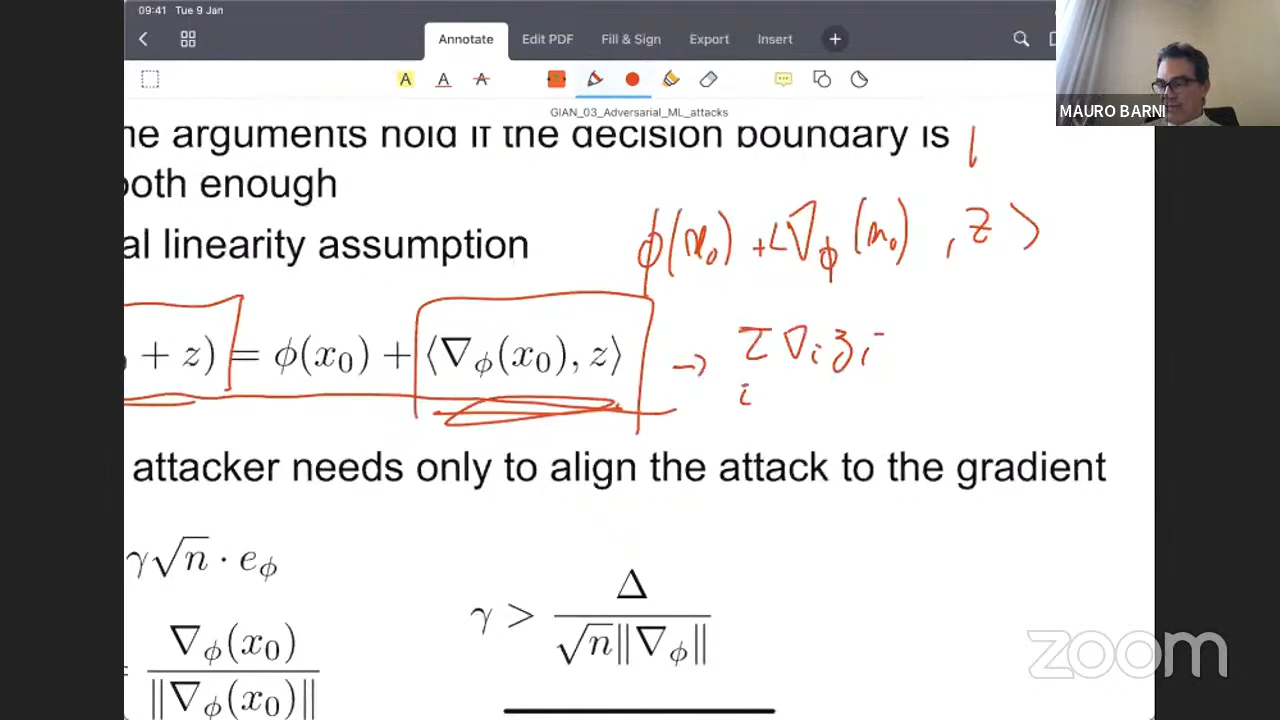 09:41 Tue 9 Jan
Annotate Edit PDF Fill & Sign Export Insert +
A A A
GIAN_03_Adversarial_ML_attacks
MAURO BARNI
me arguments hold if the decision boundary is
ooth enough
al linearity assumption
ϕ(x₀) + <∇ϕ(x₀), z>
+ z) = ϕ(x₀) + ⟨∇ϕ(x₀), z⟩ → Σ ∇i zi
i
attacker needs only to align the attack to the gradient
γ√n · eϕ
γ > Δ / √n‖∇ϕ‖
= ∇ϕ(x₀) / ‖∇ϕ(x₀)‖
zoom